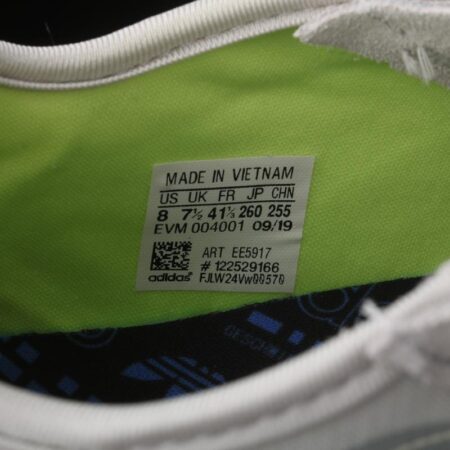 MADE IN VIETNAM
US UK FR JP CHN
8 7½ 41⅓ 260 255
EVM 004001 09/19
ART EE5917
# 122529166
adidas FJLW24Vw00570